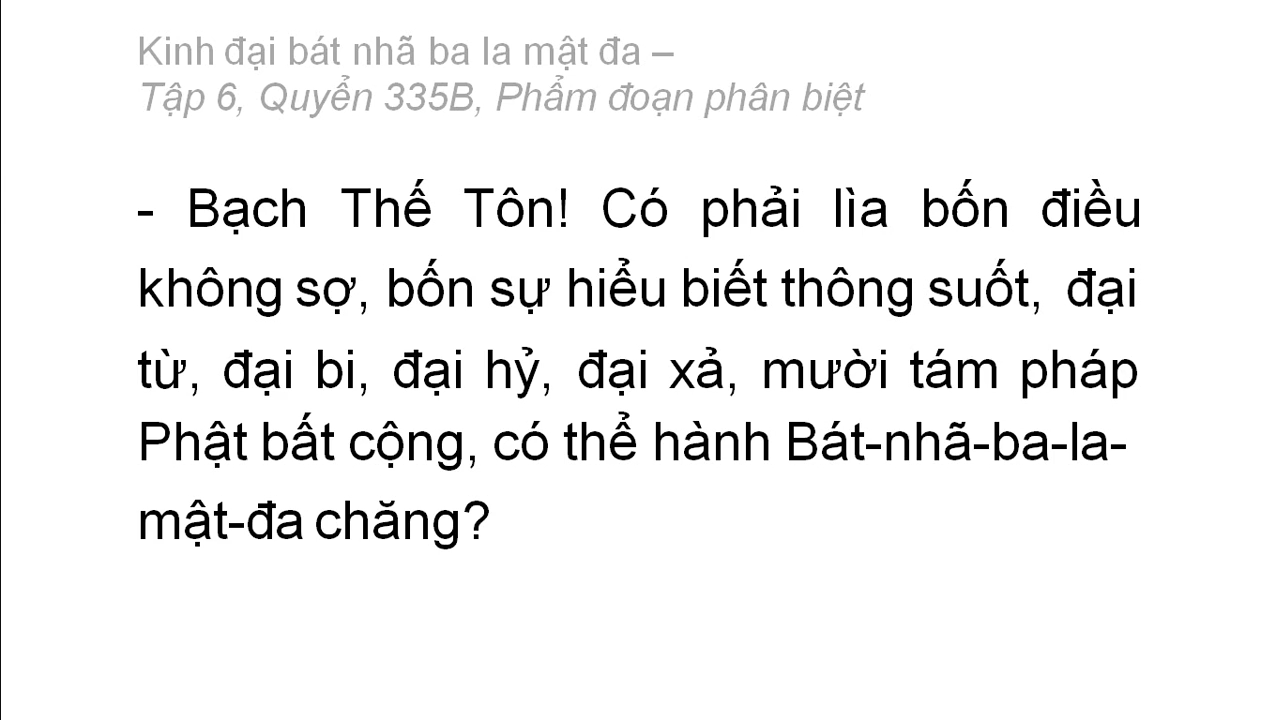 Kinh đại bát nhã ba la mật đa –
Tập 6, Quyển 335B, Phẩm đoạn phân biệt
- Bạch Thế Tôn! Có phải lìa bốn điều
không sợ, bốn sự hiểu biết thông suốt, đại
từ, đại bi, đại hỷ, đại xả, mười tám pháp
Phật bất cộng, có thể hành Bát-nhã-ba-la-
mật-đa chăng?